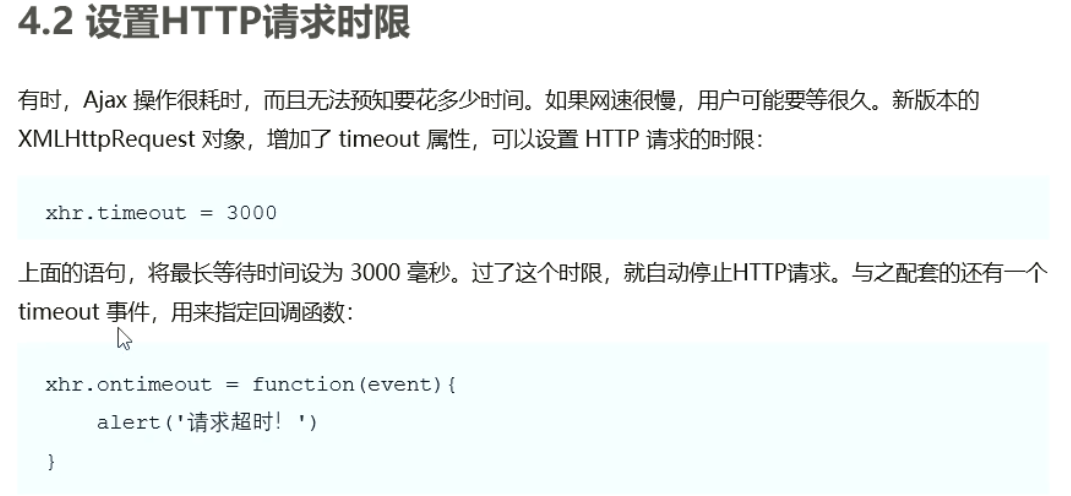 4.2 设置HTTP请求时限
有时，Ajax 操作很耗时，而且无法预知要花多少时间。如果网速很慢，用户可能要等很久。新版本的
XMLHttpRequest 对象，增加了 timeout 属性，可以设置 HTTP 请求的时限：
xhr.timeout = 3000
上面的语句，将最长等待时间设为 3000 毫秒。过了这个时限，就自动停止HTTP请求。与之配套的还有一个
timeout 事件，用来指定回调函数：
xhr.ontimeout = function(event){
    alert('请求超时！')
}